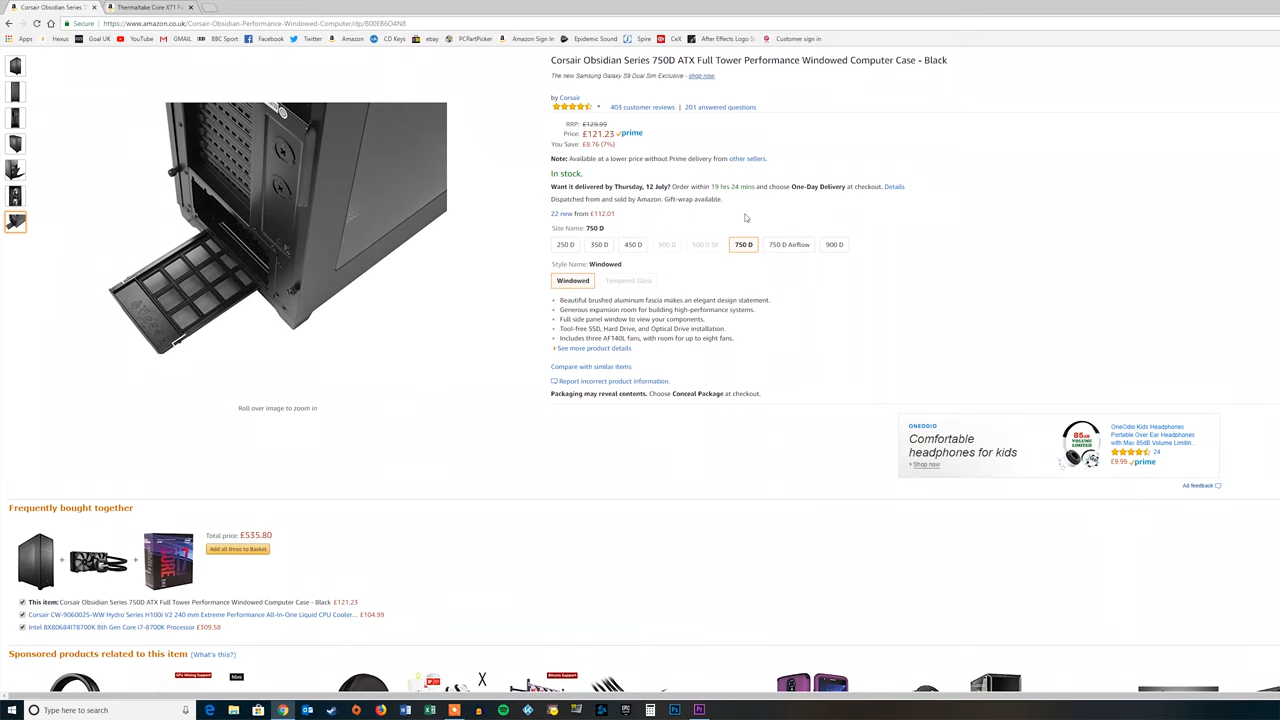 Corsair Obsidian Series 7
Thermaltake Core X71 F
Secure
https://www.amazon.co.uk/Corsair-Obsidian-Performance-Windowed-Computer/dp/B00EB6O4N8
Apps Hexus Goal UK YouTube GMAIL BBC Sport Facebook Twitter Amazon CD Keys ebay PCPartPicker Amazon Sign In Epidemic Sound Spire CeX After Effects Logo S Customer sign in
Corsair Obsidian Series 750D ATX Full Tower Performance Windowed Computer Case - Black
The new Samsung Galaxy S9 Dual Sim Exclusive - shop now.
by Corsair
403 customer reviews | 201 answered questions
RRP: £129.99
Price: £121.23 prime
You Save: £8.76 (7%)
Note: Available at a lower price without Prime delivery from other sellers.
In stock.
Want it delivered by Thursday, 12 July? Order within 19 hrs 24 mins and choose One-Day Delivery at checkout. Details
Dispatched from and sold by Amazon. Gift-wrap available.
22 new from £112.01
Size Name: 750 D
250 D 350 D 450 D 500 D 500 D SE 750 D 750 D Airflow 900 D
Style Name: Windowed
Windowed Tempered Glass
Beautiful brushed aluminum fascia makes an elegant design statement.
Generous expansion room for building high-performance systems.
Full side panel window to view your components.
Tool-free SSD, Hard Drive, and Optical Drive installation.
Includes three AF140L fans, with room for up to eight fans.
See more product details
Compare with similar items
Report incorrect product information.
Packaging may reveal contents. Choose Conceal Package at checkout.
Roll over image to zoom in
ONEODIO
Comfortable
headphones for kids
Shop now
85dB
VOLUME
LIMITED
OneOdio Kids Headphones
Portable Over Ear Headphones
with Max 85dB Volume Limitin...
24
£9.99 prime
Ad feedback
Frequently bought together
Total price: £535.80
Add all three to Basket
This item: Corsair Obsidian Series 750D ATX Full Tower Performance Windowed Computer Case - Black £121.23
Corsair CW-9060025-WW Hydro Series H100i V2 240 mm Extreme Performance All-In-One Liquid CPU Cooler... £104.99
Intel BX80684I78700K 8th Gen Core i7-8700K Processor £309.58
Sponsored products related to this item (What's this?)
GPU Mining Support
Mini
X
Bitcoin Support
Type here to search